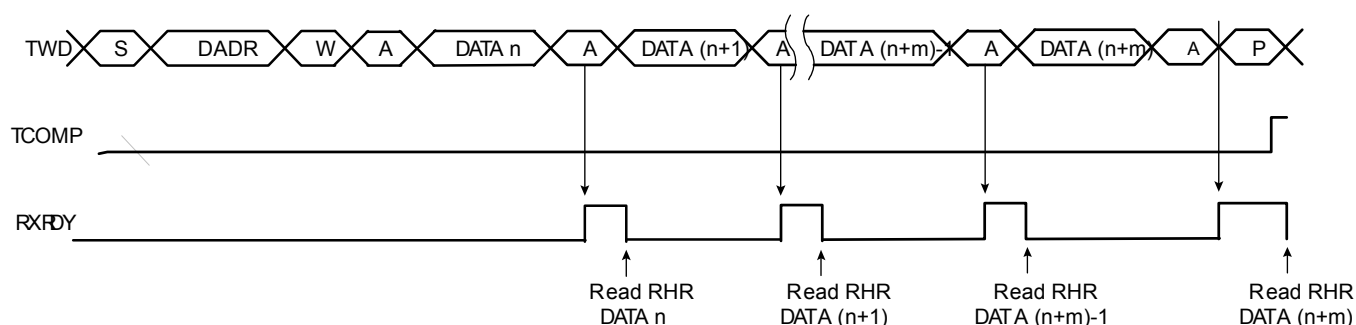 TWD S DADR W A DATA n A DATA (n+1) A DATA (n+m)-1 A DATA (n+m) A P
TCOMP
RXRDY
Read RHR Read RHR Read RHR Read RHR
DATA n DATA (n+1) DATA (n+m)-1 DATA (n+m)